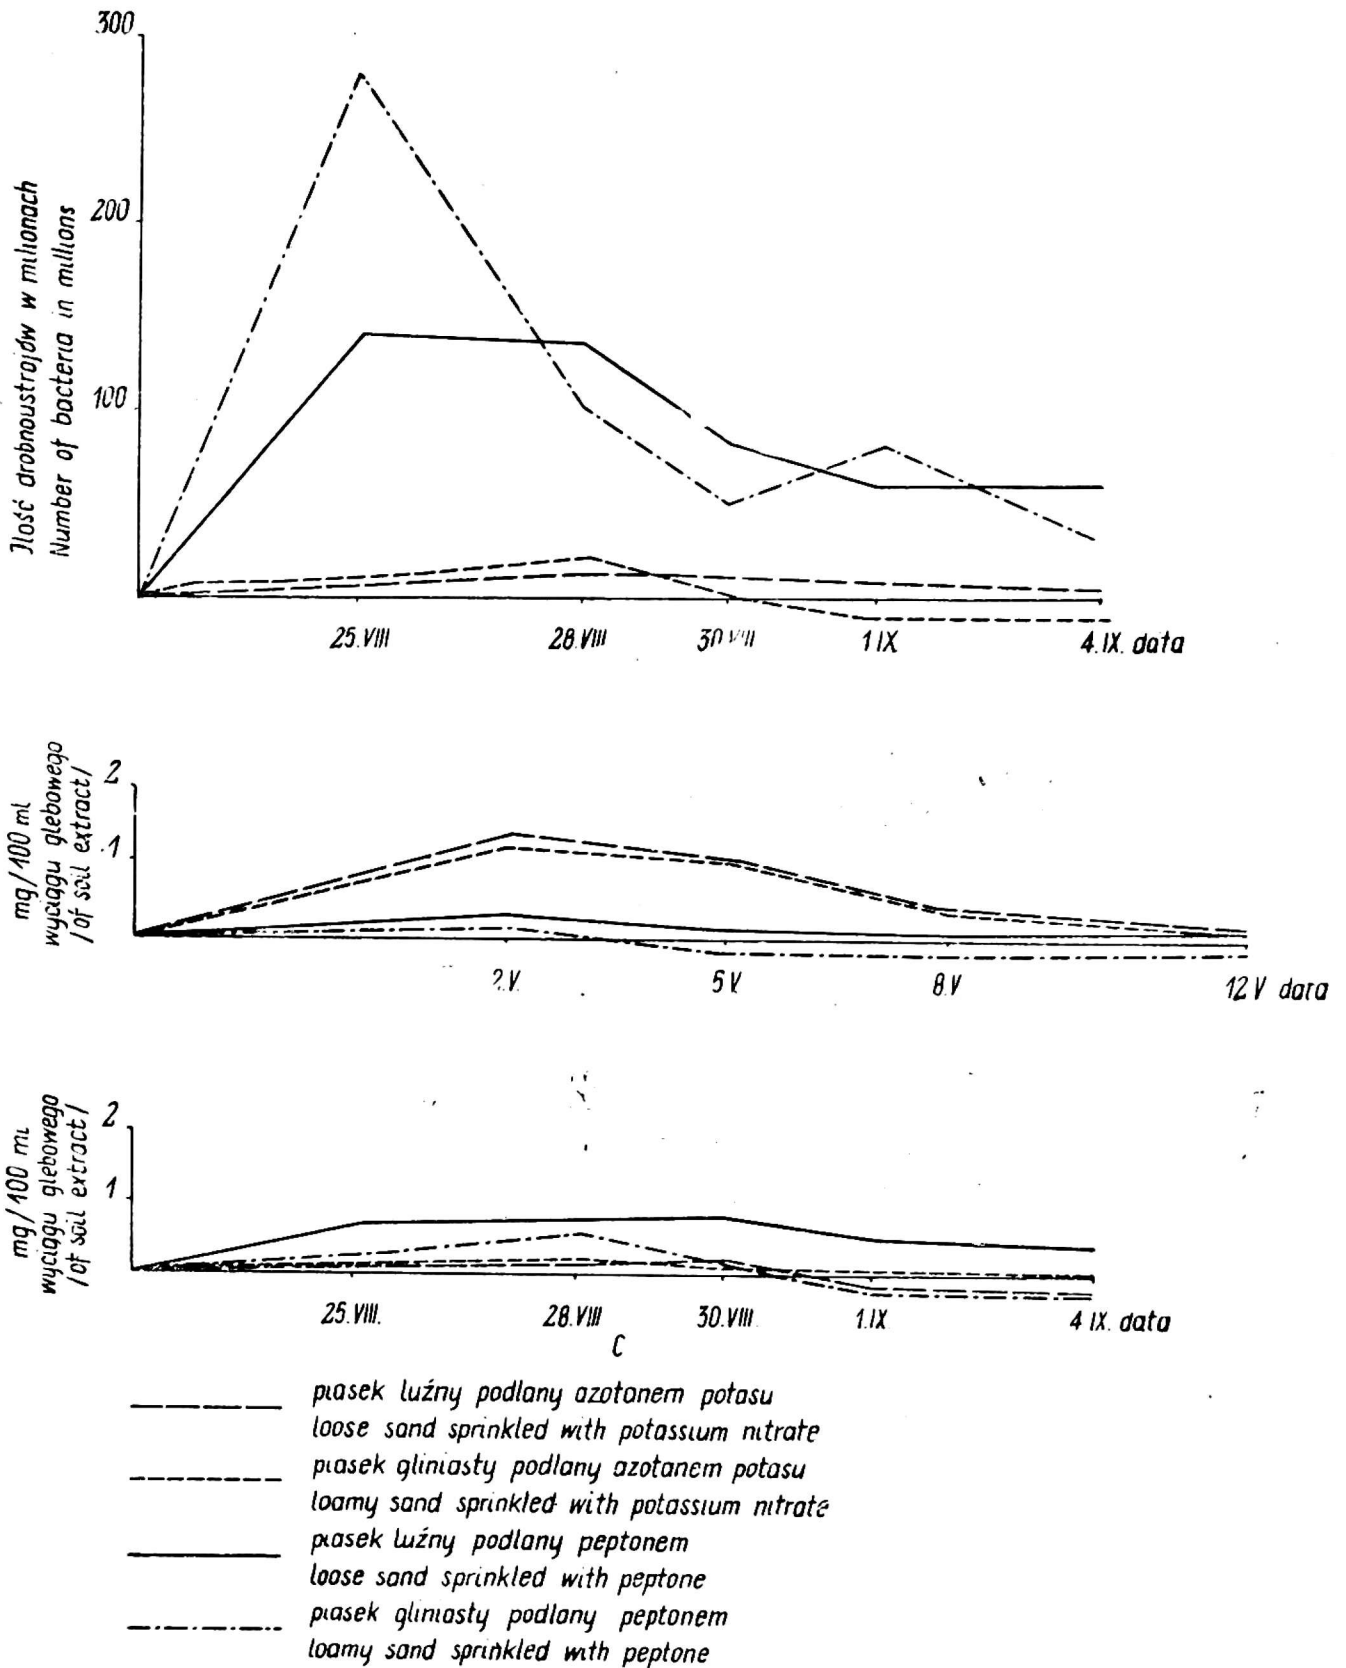 300
200
100
Ilość drobnoustrojów w milionach
Number of bacteria in millions
25.VIII 28.VIII 30.VIII 1.IX 4.IX. data
mg/100 ml
wyciągu glebowego
/of soil extract/
2
1
2.V. 5.V. 8.V 12.V data
mg/100 ml
wyciągu glebowego
/of soil extract/
2
1
25.VIII. 28.VIII 30.VIII. 1.IX 4 IX. data
C
piasek luźny podlany azotanem potasu
loose sand sprinkled with potassium nitrate
piasek gliniasty podlany azotanem potasu
loamy sand sprinkled with potassium nitrate
piasek luźny podlany peptonem
loose sand sprinkled with peptone
piasek gliniasty podlany peptonem
loamy sand sprinkled with peptone